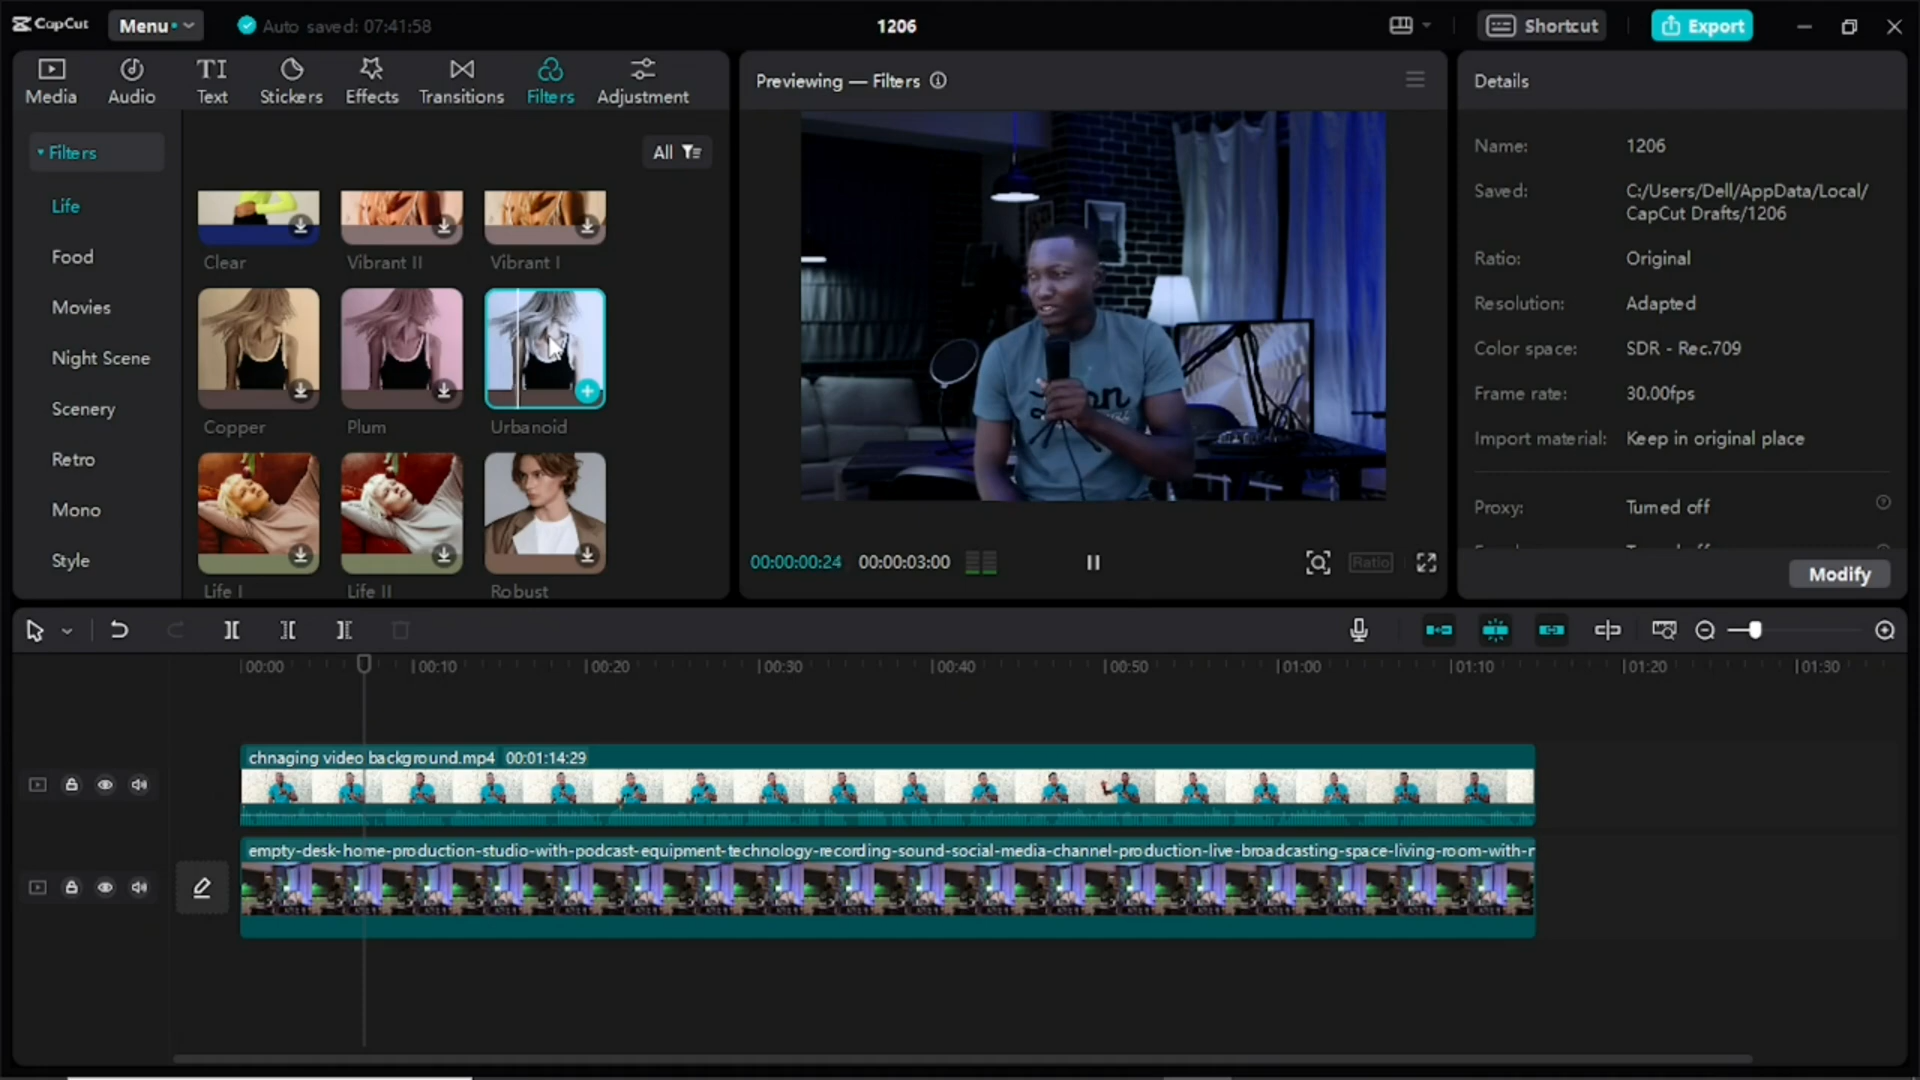 CapCut
Menu
Auto saved: 07:41:58
1206
Shortcut
Export
Media
Audio
TI
Text
Stickers
Effects
Transitions
Filters
Adjustment
Previewing — Filters
Details
Filters
All
Life
Food
Movies
Night Scene
Scenery
Retro
Mono
Style
Clear
Vibrant II
Vibrant I
Copper
Plum
Urbanoid
Life I
Life II
Robust
00:00:00:24
00:00:03:00
Ratio
Name: 1206
Saved: C:/Users/Dell/AppData/Local/
CapCut Drafts/1206
Ratio: Original
Resolution: Adapted
Color space: SDR - Rec.709
Frame rate: 30.00fps
Import material: Keep in original place
Proxy: Turned off
Modify
00:00
00:10
00:20
00:30
00:40
00:50
01:00
01:10
01:20
01:30
chnaging video background.mp4 00:01:14:29
empty-desk-home-production-studio-with-podcast-equipment-technology-recording-sound-social-media-channel-production-live-broadcasting-space-living-room-with-r